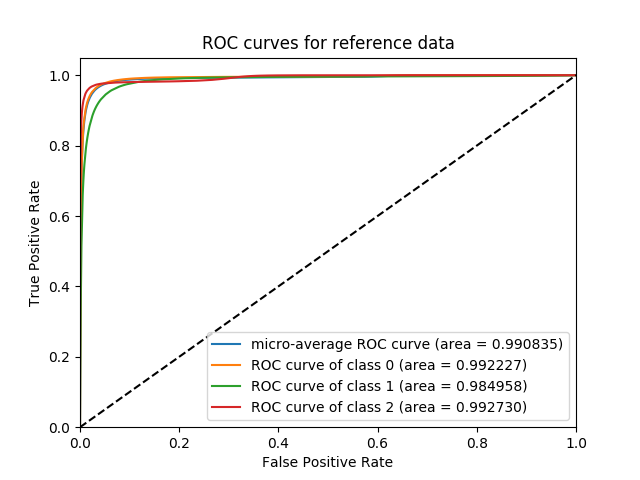 ROC curves for reference data
True Positive Rate
1.0
0.8
0.6
0.4
0.2
0.0
micro-average ROC curve (area = 0.990835)
ROC curve of class 0 (area = 0.992227)
ROC curve of class 1 (area = 0.984958)
ROC curve of class 2 (area = 0.992730)
0.0 0.2 0.4 0.6 0.8 1.0
False Positive Rate